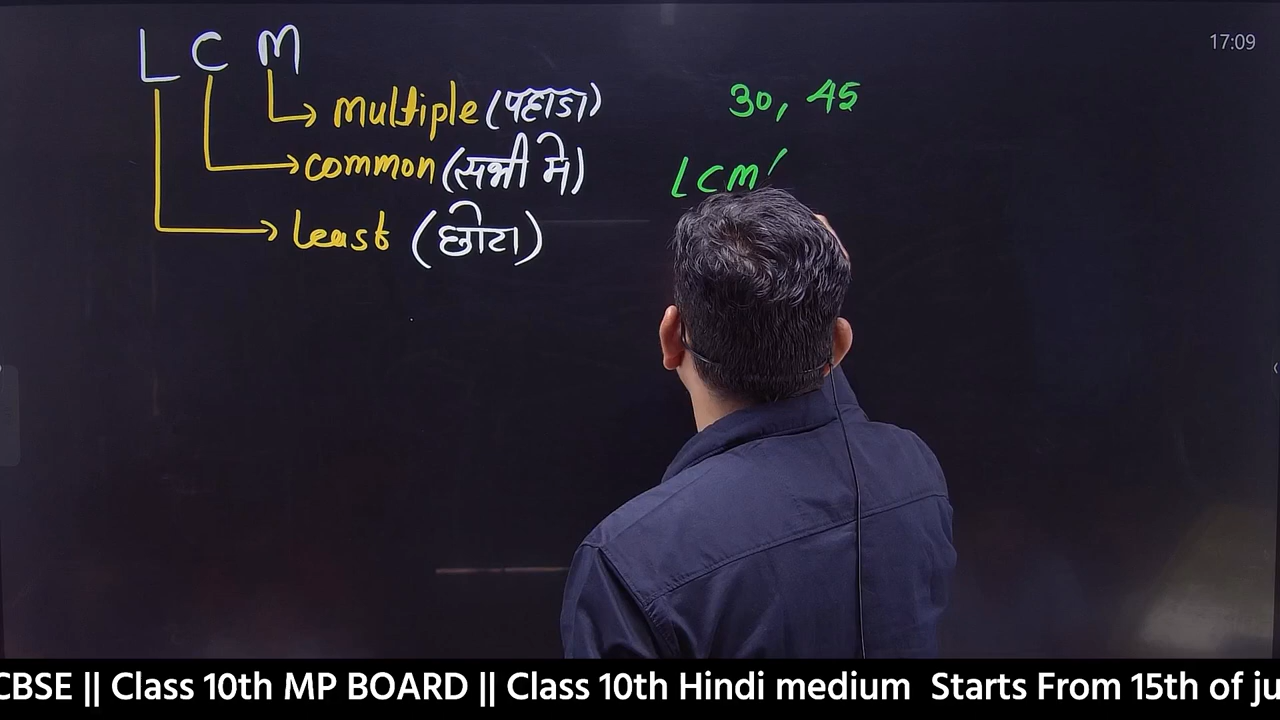 L C M
17:09
multiple (पहाडा)
common (सभी मे)
least (छोटा)
30, 45
LCM
CBSE || Class 10th MP BOARD || Class 10th Hindi medium Starts From 15th of ju